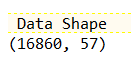 Data Shape
(16860, 57)